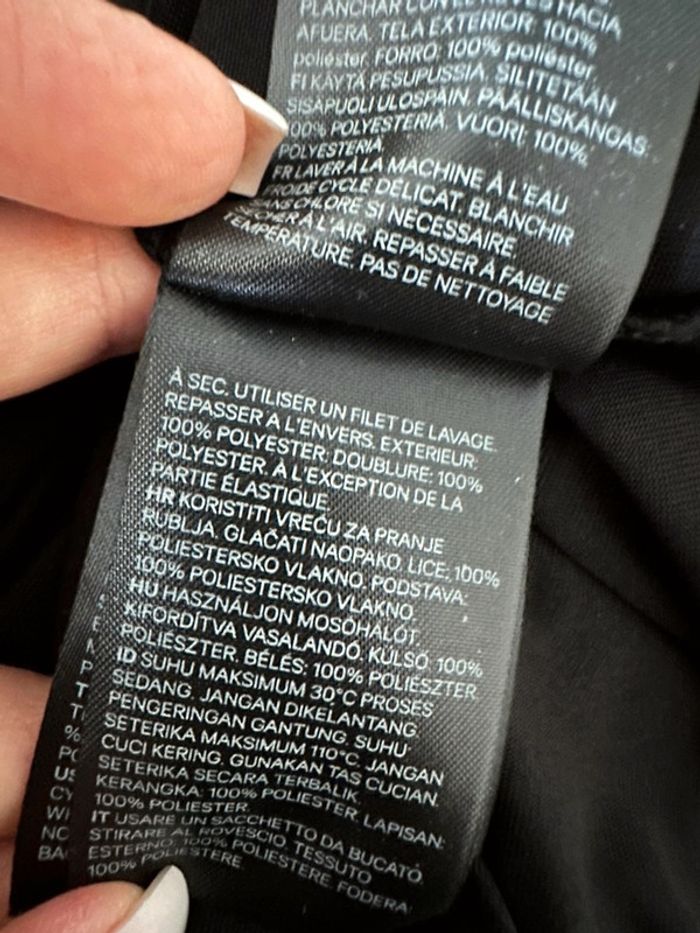 PLANCHAR CON EL REVÉS HACIA
AFUERA. TELA EXTERIOR: 100%
poliéster, FORRO: 100% poliéster
FI KÄYTÄ PESUPUSSIA, SILITETÄÄN
SISÄPUOLI ULOSPÄIN. PÄÄLLISKANGAS:
100% POLYESTERIÄ, VUORI: 100%
POLYESTERIÄ
FR LAVER À LA MACHINE À L'EAU
FROIDE CYCLE DÉLICAT. BLANCHIR
SANS CHLORE SI NÉCESSAIRE.
SÉCHER À L'AIR. REPASSER À FAIBLE
TEMPÉRATURE. PAS DE NETTOYAGE
À SEC. UTILISER UN FILET DE LAVAGE.
REPASSER A L'ENVERS. EXTERIEUR:
100% POLYESTER; DOUBLURE: 100%
POLYESTER. À L'EXCEPTION DE LA
PARTIE ÉLASTIQUE
HR KORISTITI VREĆU ZA PRANJE
RUBLJA. GLAČATI NAOPAKO. LICE: 100%
POLIESTERSKO VLAKNO. PODSTAVA:
100% POLIESTERSKO VLAKNO.
HU HASZNÁLJON MOSÓHÁLÓT.
KIFORDÍTVA VASALANDÓ. KÜLSŐ: 100%
POLIÉSZTER. BÉLÉS: 100% POLIÉSZTER
ID SUHU MAKSIMUM 30°C PROSES
SEDANG. JANGAN DIKELANTANG.
PENGERINGAN GANTUNG. SUHU
SETERIKA MAKSIMUM 110°C. JANGAN
CUCI KERING. GUNAKAN TAS CUCIAN.
SETERIKA SECARA TERBALIK.
KERANGKA: 100% POLIESTER. LAPISAN:
100% POLIESTER.
IT USARE UN SACCHETTO DA BUCATO.
STIRARE AL ROVESCIO. TESSUTO
ESTERNO: 100% POLIESTERE, FODERA:
100% POLIESTERE.